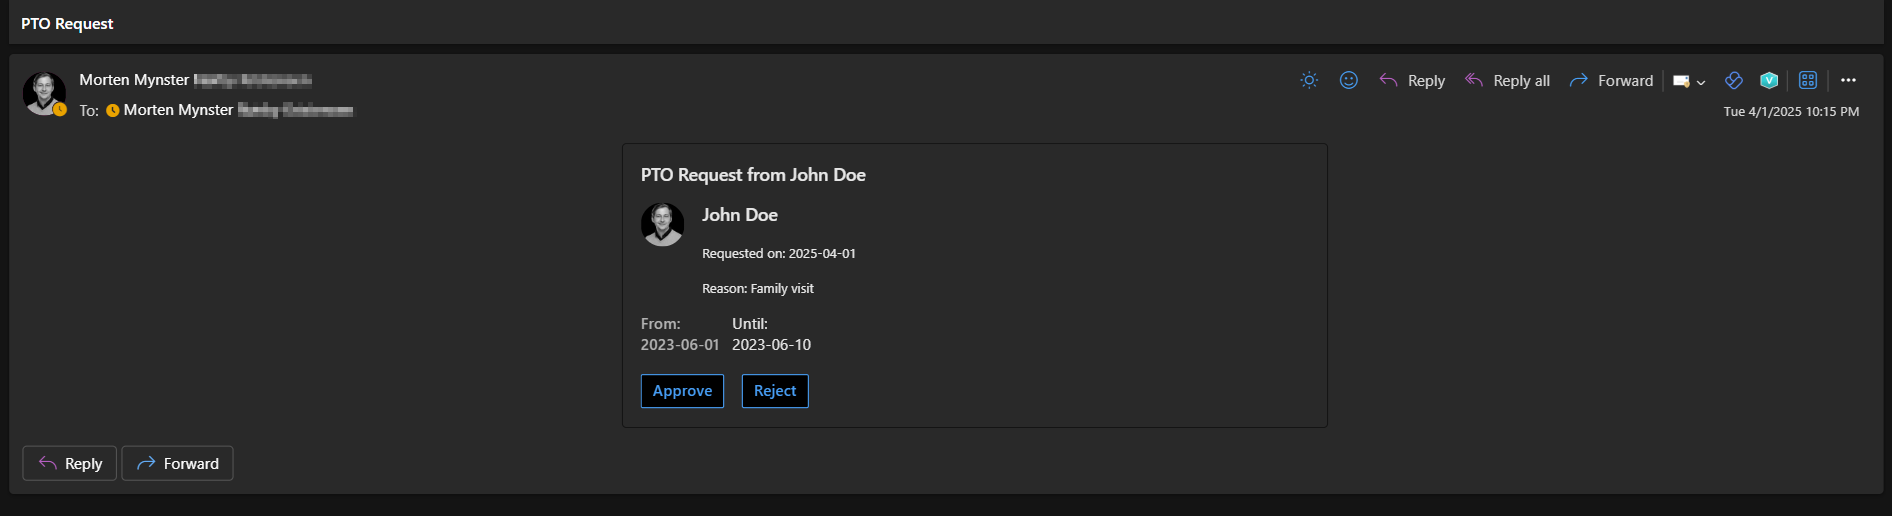 PTO Request
Morten Mynster
Reply
Reply all
Forward
To: Morten Mynster
Tue 4/1/2025 10:15 PM
PTO Request from John Doe
John Doe
Requested on: 2025-04-01
Reason: Family visit
From: Until:
2023-06-01 2023-06-10
Approve Reject
Reply Forward